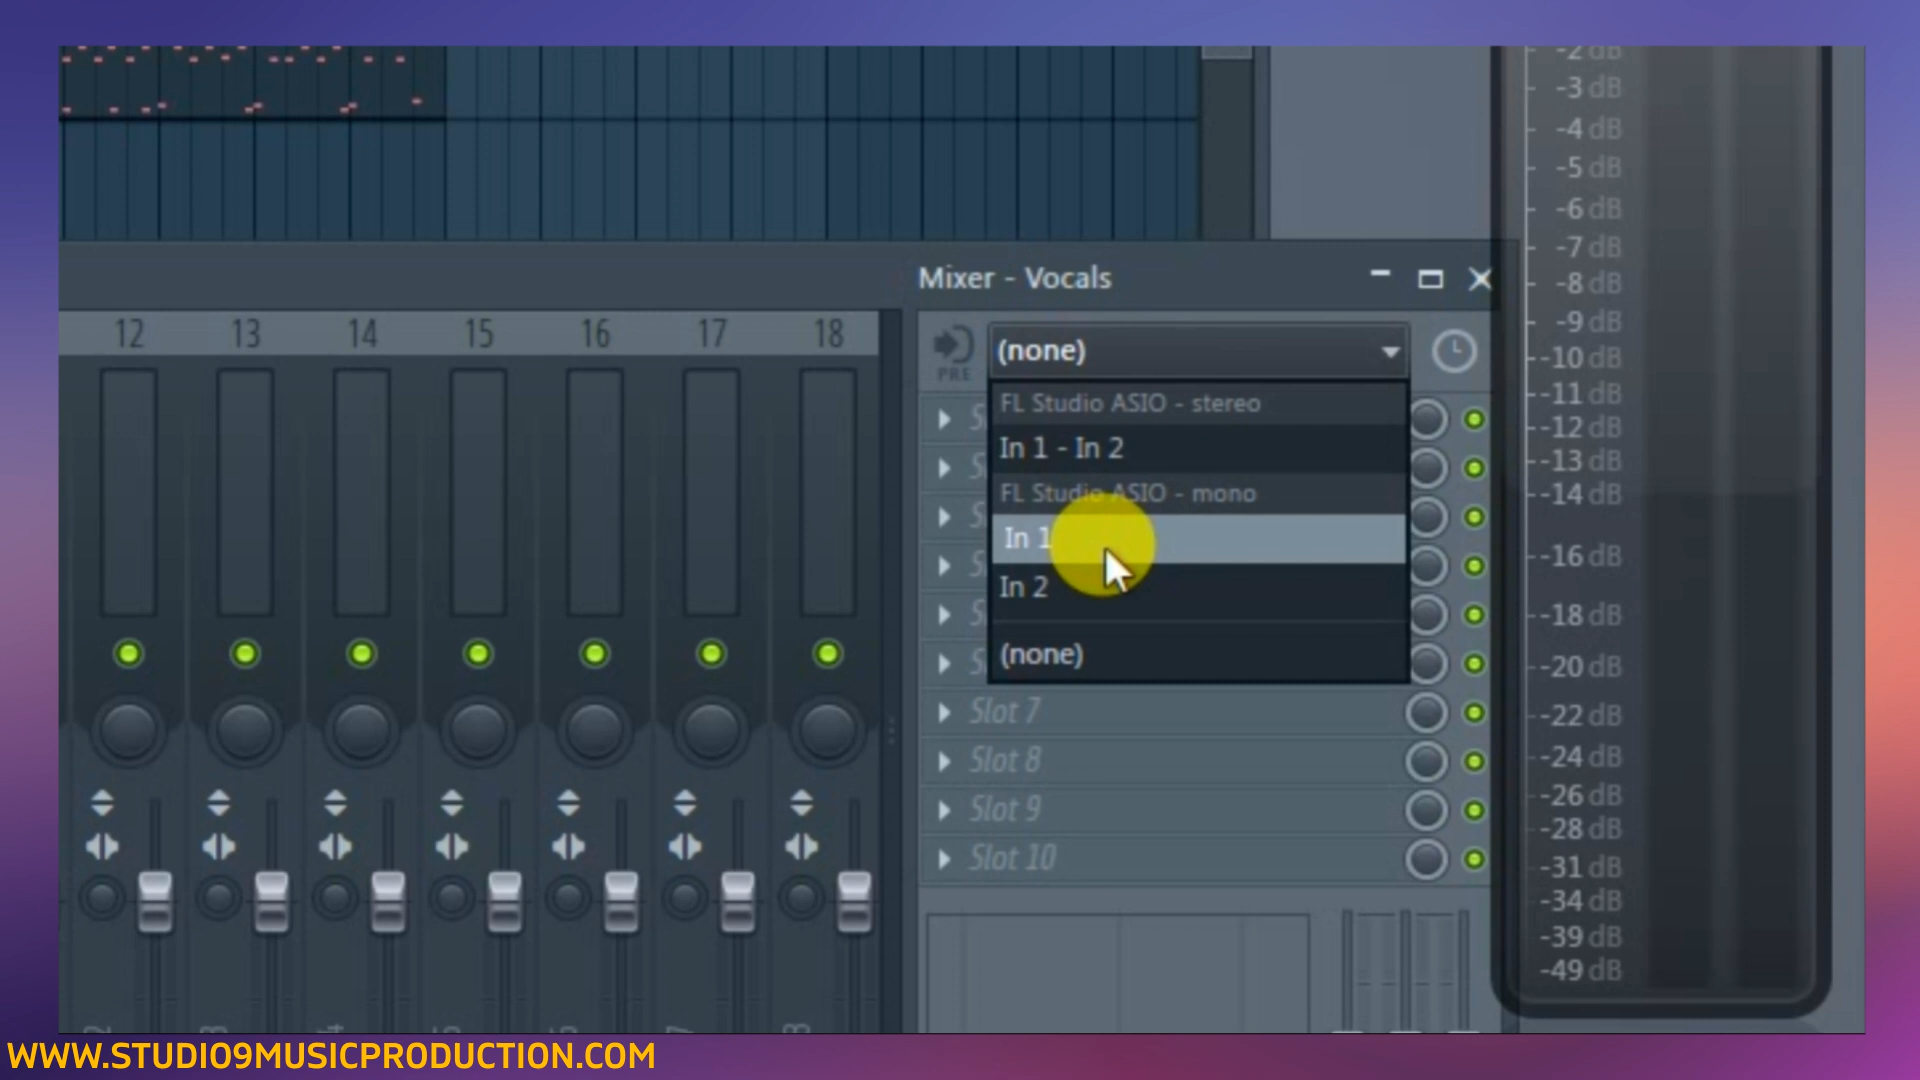 -2 dB
-3 dB
-4 dB
-5 dB
-6 dB
-7 dB
-8 dB
-9 dB
-10 dB
-11 dB
-12 dB
-13 dB
-14 dB
-16 dB
-18 dB
-20 dB
-22 dB
-24 dB
-26 dB
-28 dB
-31 dB
-34 dB
-39 dB
-49 dB
Mixer - Vocals
12 13 14 15 16 17 18
PRE
(none)
FL Studio ASIO - stereo
In 1 - In 2
FL Studio ASIO - mono
In 1
In 2
(none)
Slot 7
Slot 8
Slot 9
Slot 10
WWW.STUDIO9MUSICPRODUCTION.COM